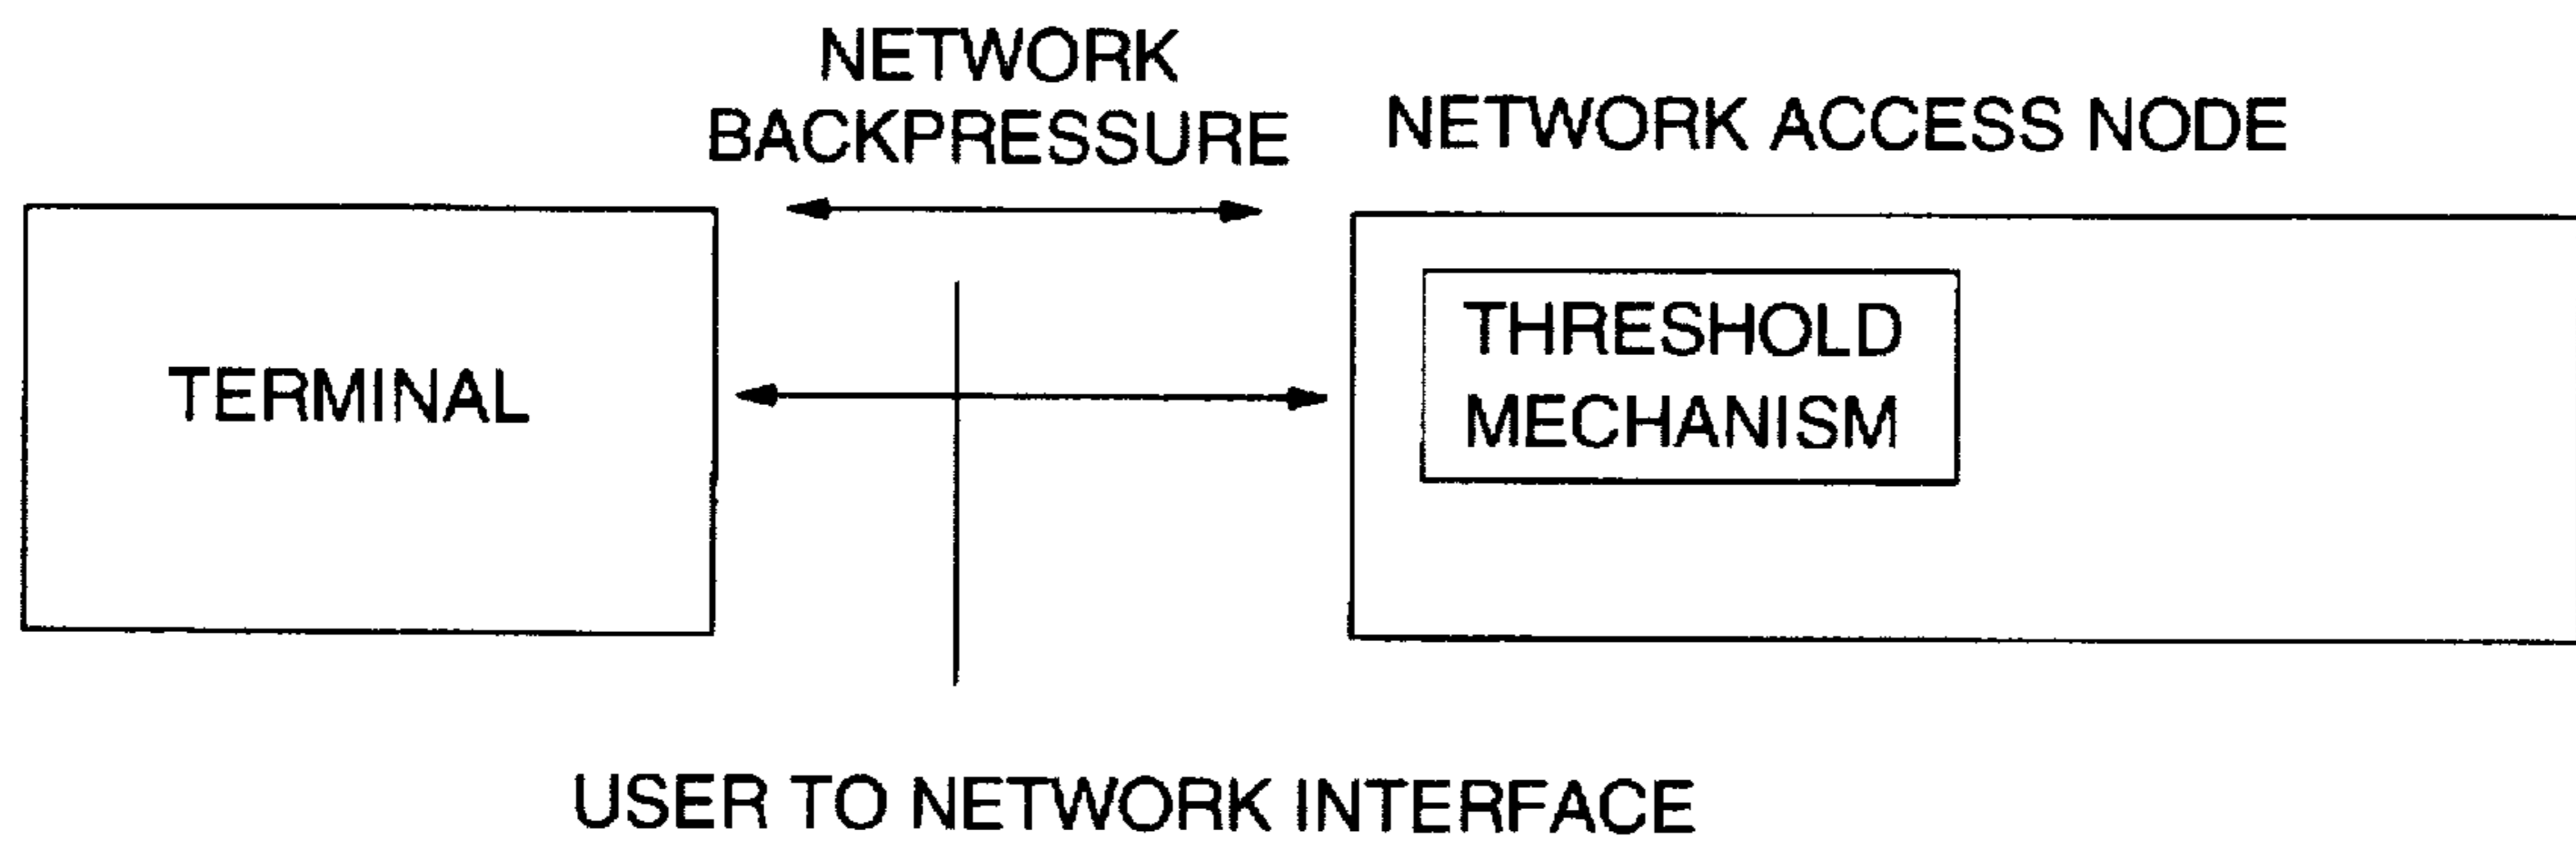 NETWORK
BACKPRESSURE
NETWORK ACCESS NODE
TERMINAL
THRESHOLD
MECHANISM
USER TO NETWORK INTERFACE